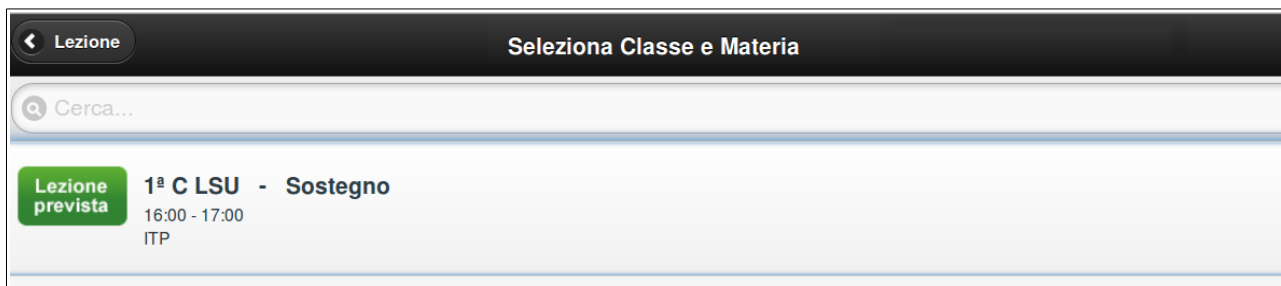 Lezione
Seleziona Classe e Materia
Cerca...
Lezione
prevista
1ª C LSU - Sostegno
16:00 - 17:00
ITP